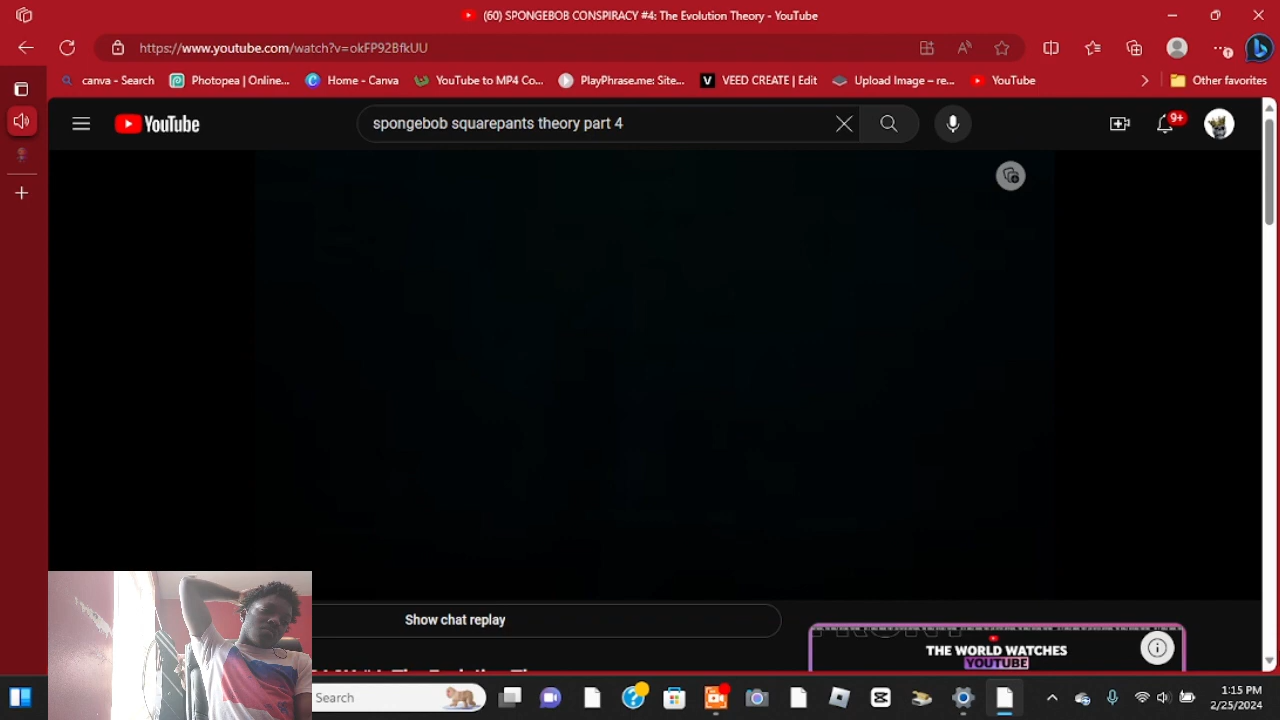 (60) SPONGEBOB CONSPIRACY #4: The Evolution Theory - YouTube
https://www.youtube.com/watch?v=okFP92BfkUU
canva - Search
Photopea | Online...
Home - Canva
YouTube to MP4 Co...
PlayPhrase.me: Site...
VEED CREATE | Edit
Upload Image – re...
YouTube
Other favorites
YouTube
spongebob squarepants theory part 4
9+
Show chat replay
THE WORLD WATCHES
YOUTUBE
Search
1:15 PM
2/25/2024